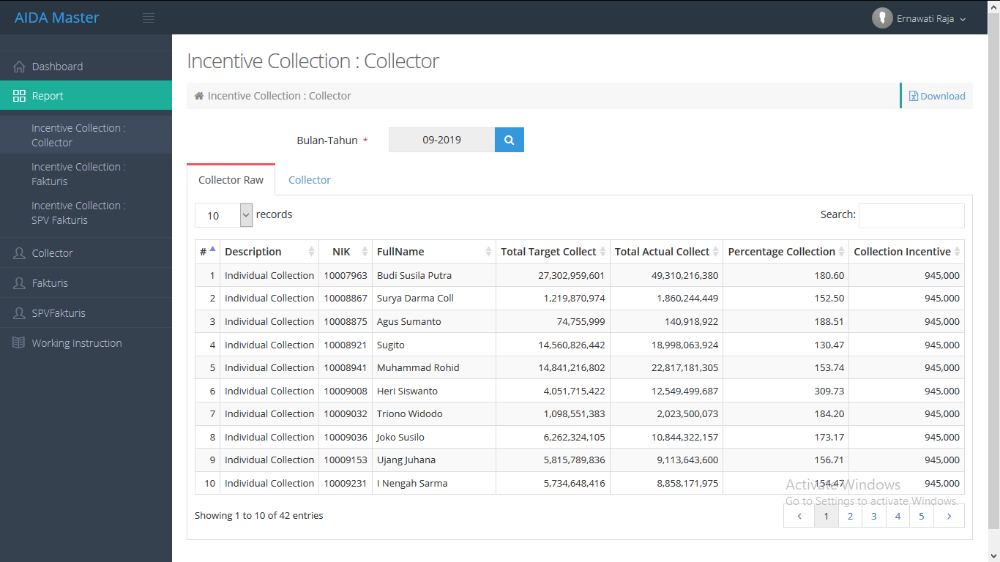 AIDA Master
Ernawati Raja
Dashboard
Report
Incentive Collection :
Collector
Incentive Collection :
Fakturis
Incentive Collection :
SPV Fakturis
Collector
Fakturis
SPVFakturis
Working Instruction
Incentive Collection : Collector
Incentive Collection : Collector
Download
Bulan-Tahun * 09-2019
Collector Raw Collector
10 records Search:
# Description NIK FullName Total Target Collect Total Actual Collect Percentage Collection Collection Incentive
1 Individual Collection 10007963 Budi Susila Putra 27,302,959,601 49,310,216,380 180.60 945,000
2 Individual Collection 10008867 Surya Darma Coll 1,219,870,974 1,860,244,449 152.50 945,000
3 Individual Collection 10008875 Agus Sumanto 74,755,999 140,918,922 188.51 945,000
4 Individual Collection 10008921 Sugito 14,560,826,442 18,998,063,924 130.47 945,000
5 Individual Collection 10008941 Muhammad Rohid 14,841,216,802 22,817,181,305 153.74 945,000
6 Individual Collection 10009008 Heri Siswanto 4,051,715,422 12,549,499,687 309.73 945,000
7 Individual Collection 10009032 Triono Widodo 1,098,551,383 2,023,500,073 184.20 945,000
8 Individual Collection 10009036 Joko Susilo 6,262,324,105 10,844,322,157 173.17 945,000
9 Individual Collection 10009153 Ujang Juhana 5,815,789,836 9,113,643,600 156.71 945,000
10 Individual Collection 10009231 I Nengah Sarma 5,734,648,416 8,858,171,975 154.47 945,000
Activate Windows
Go to Settings to activate Windows.
Showing 1 to 10 of 42 entries
1 2 3 4 5